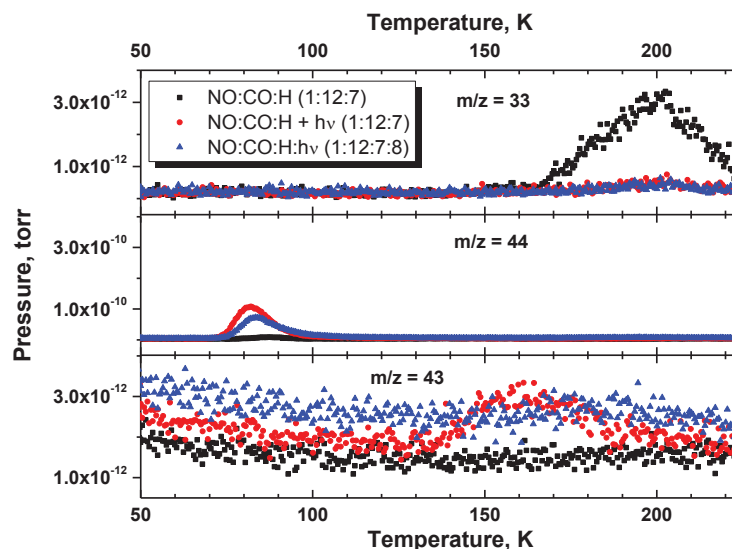 Temperature, K
50 100 150 200
NO:CO:H (1:12:7)
NO:CO:H + hν (1:12:7)
NO:CO:H:hν (1:12:7:8)
m/z = 33
3.0x10⁻¹²
1.0x10⁻¹²
m/z = 44
3.0x10⁻¹⁰
1.0x10⁻¹⁰
Pressure, torr
m/z = 43
3.0x10⁻¹²
1.0x10⁻¹²
50 100 150 200
Temperature, K